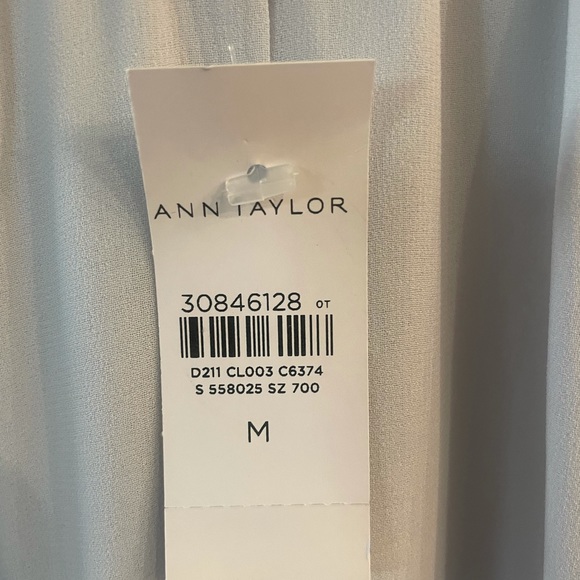 ANN TAYLOR
30846128 OT
D211 CL003 C6374
S 558025 SZ 700
M